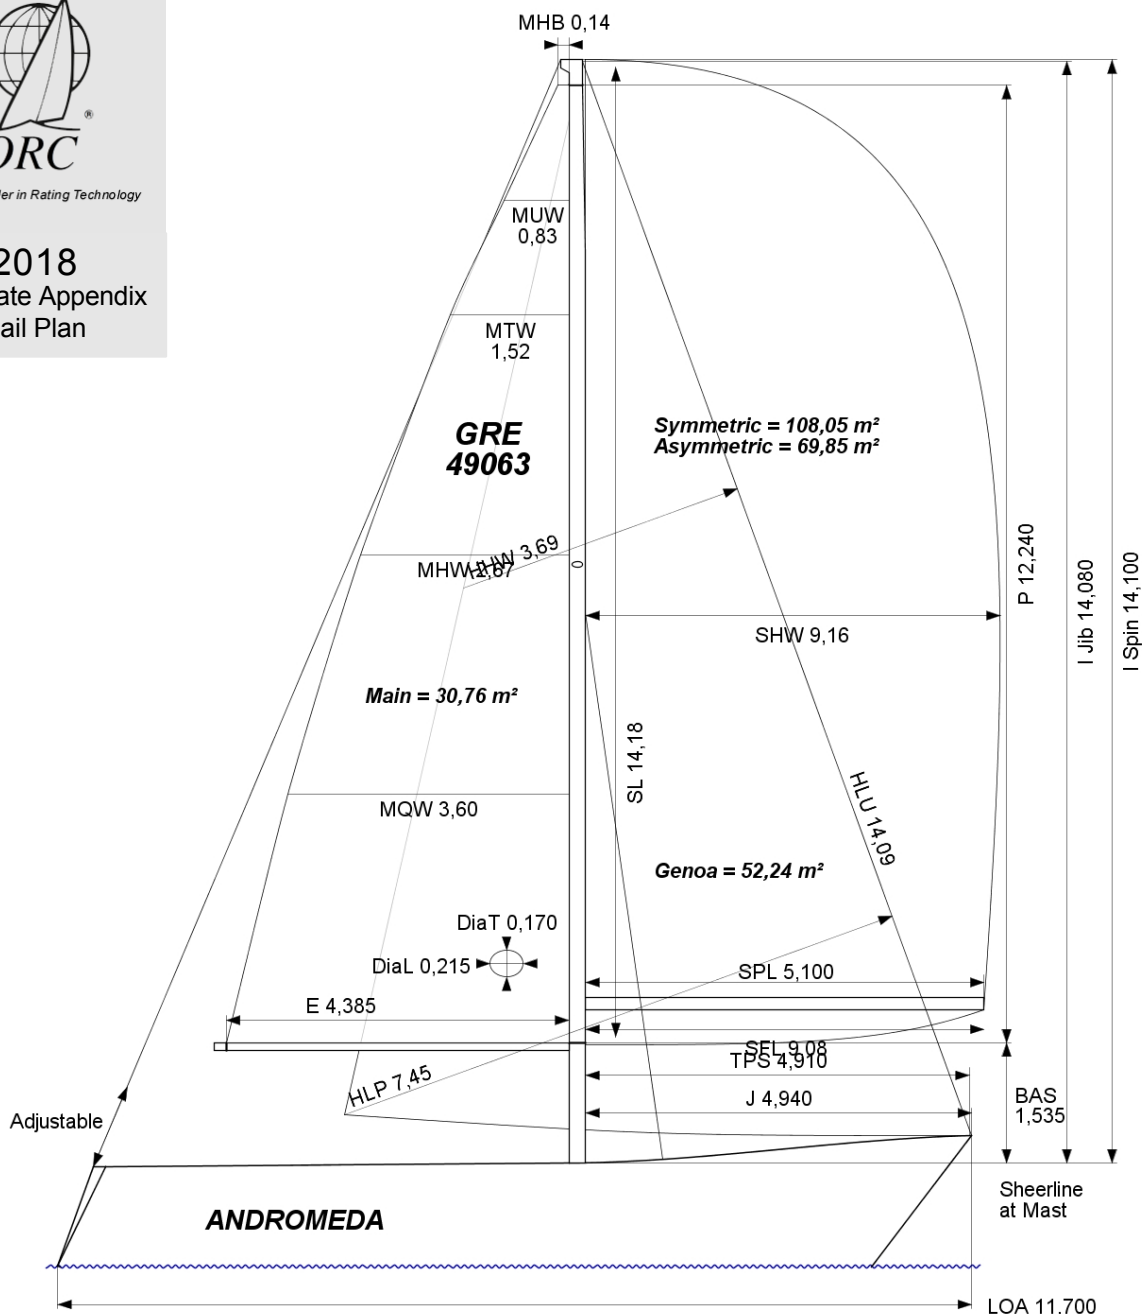 MHB 0,14
®
ORC
in Rating Technology
2018
Appendix
Plan
MUW
0,83
MTW
1,52
GRE
49063
Symmetric = 108,05 m²
Asymmetric = 69,85 m²
HHW 3,69
MHW 2,67
0
P 12,240
I Jib 14,080
I Spin 14,100
SHW 9,16
Main = 30,76 m²
SL 14,18
MQW 3,60
HLU 14,09
Genoa = 52,24 m²
DiaT 0,170
DiaL 0,215
SPL 5,100
E 4,385
SFL 9,08
TPS 4,910
HLP 7,45
J 4,940
BAS
1,535
Adjustable
Sheerline
at Mast
ANDROMEDA
LOA 11,700